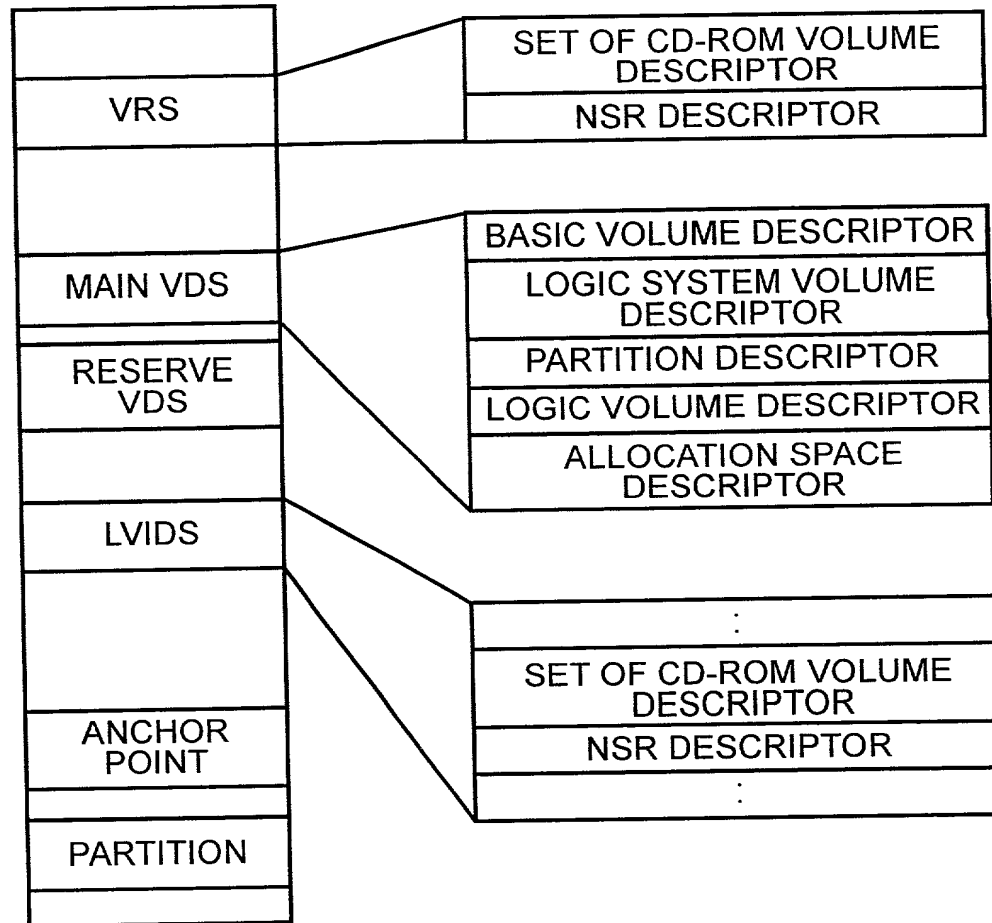 VRS
MAIN VDS
RESERVE
VDS
LVIDS
ANCHOR
POINT
PARTITION
SET OF CD-ROM VOLUME
DESCRIPTOR
NSR DESCRIPTOR
BASIC VOLUME DESCRIPTOR
LOGIC SYSTEM VOLUME
DESCRIPTOR
PARTITION DESCRIPTOR
LOGIC VOLUME DESCRIPTOR
ALLOCATION SPACE
DESCRIPTOR
:
SET OF CD-ROM VOLUME
DESCRIPTOR
NSR DESCRIPTOR
: